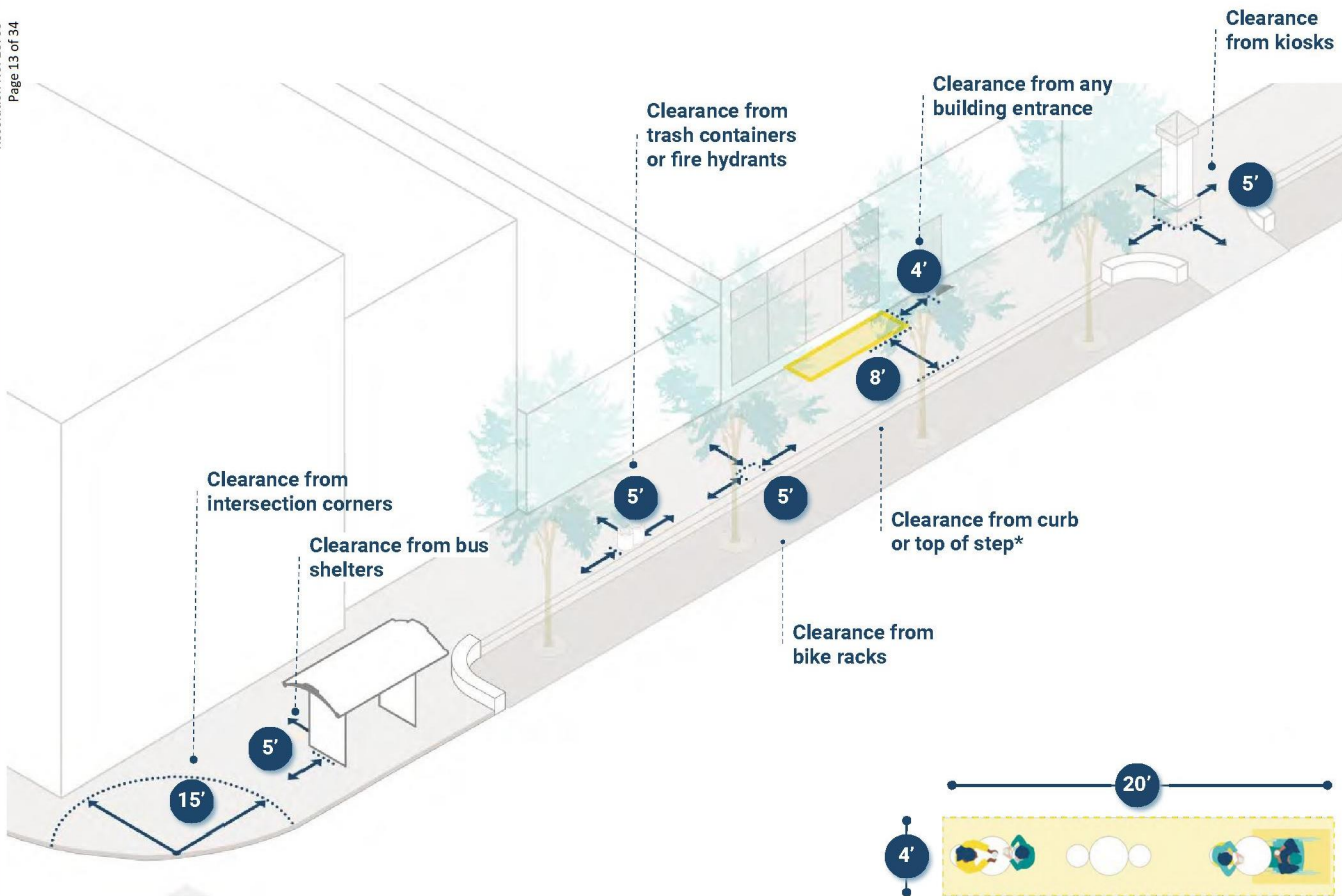 Page 13 of 34
Clearance
from kiosks
Clearance from any
building entrance
Clearance from
trash containers
or fire hydrants
5’
4’
8’
Clearance from
intersection corners
5’
5’
Clearance from curb
or top of step*
Clearance from bus
shelters
Clearance from
bike racks
5’
15’
20’
4’